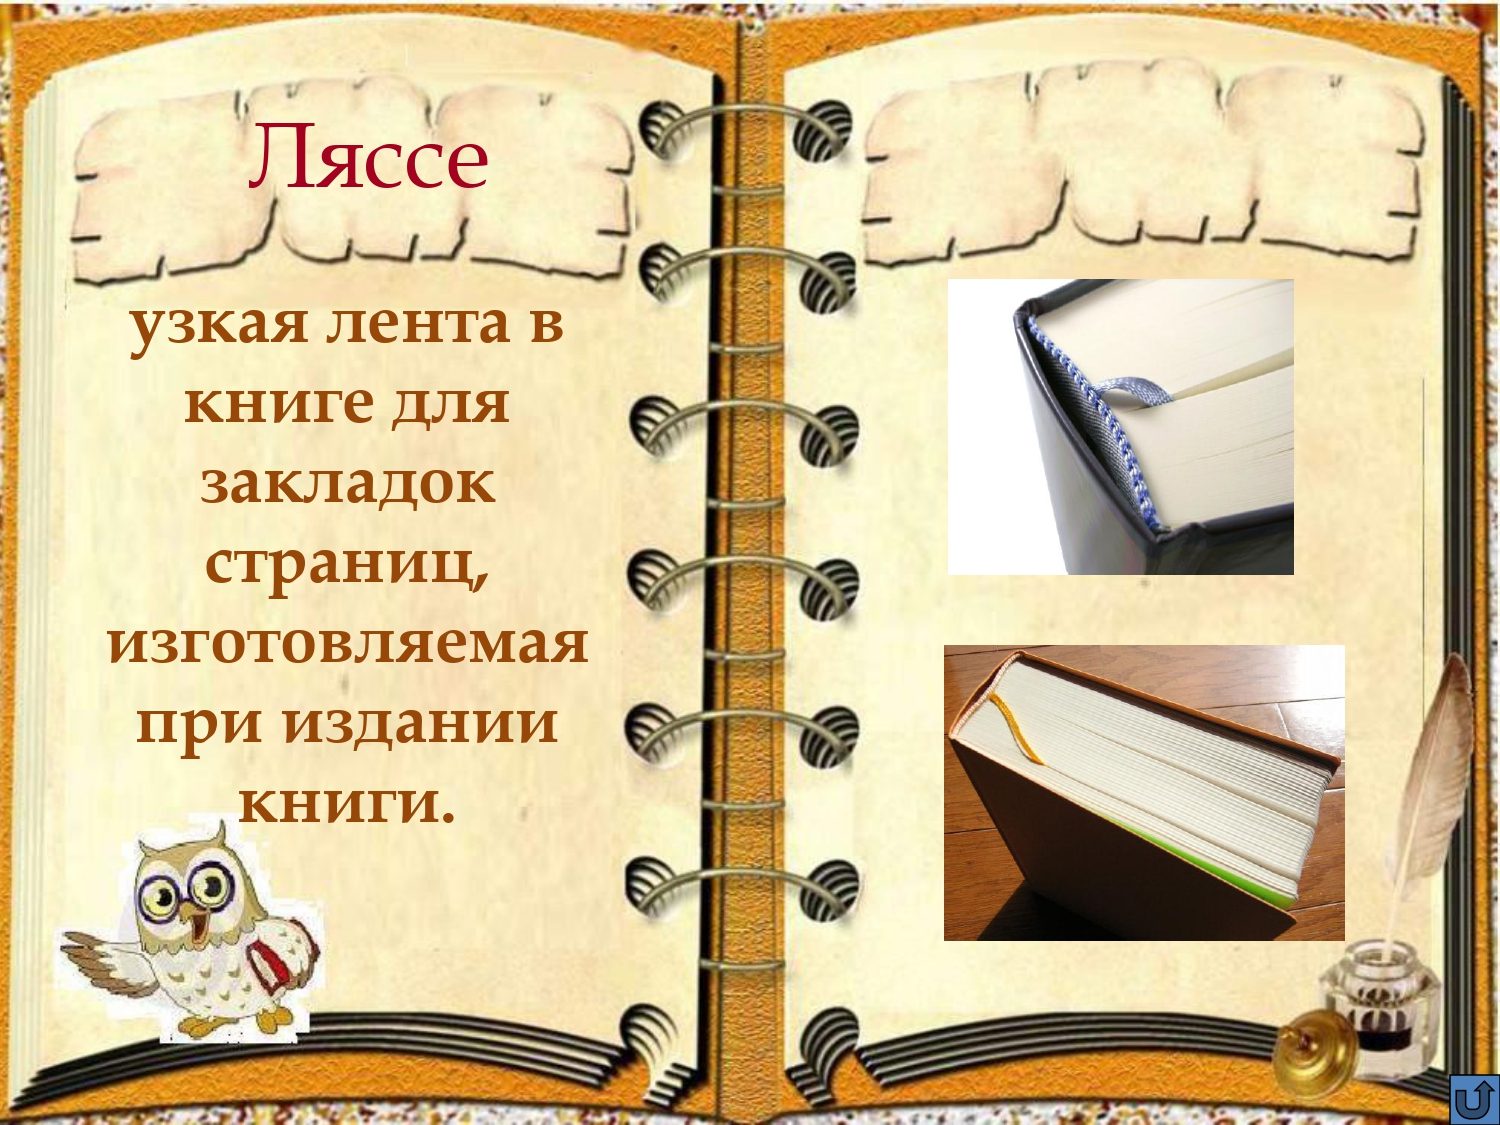 Ляссе
узкая лента в
книге для
закладок
страниц,
изготовляемая
при издании
книги.